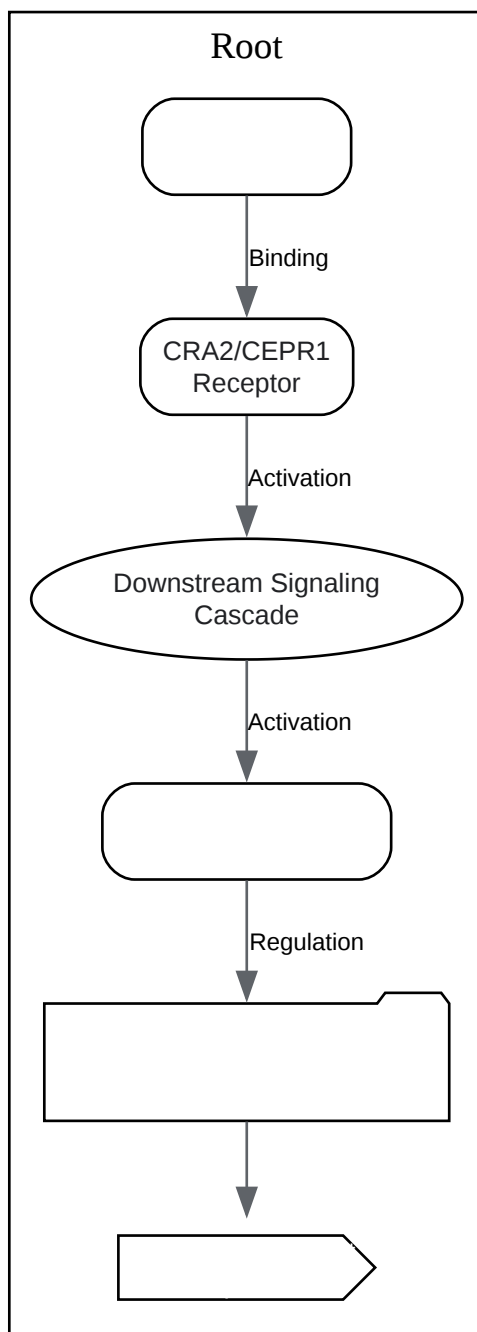 Root
Binding
CRA2/CEPR1
Receptor
Activation
Downstream Signaling
Cascade
Activation
Regulation